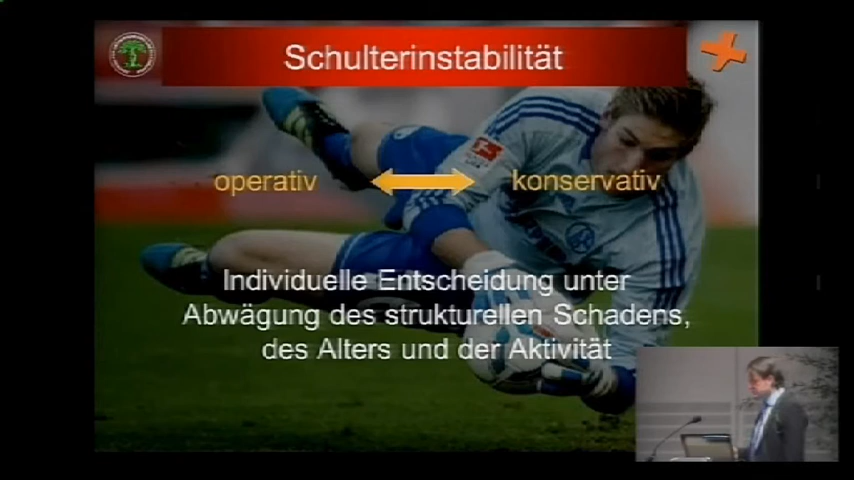 Schulterinstabilität
operativ
konservativ
Individuelle Entscheidung unter
Abwägung des strukturellen Schadens,
des Alters und der Aktivität